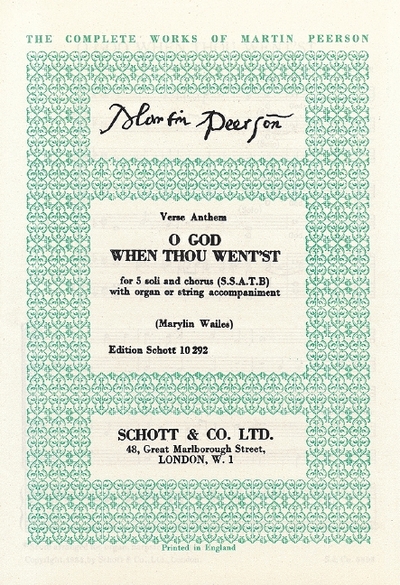 THE COMPLETE WORKS OF MARTIN PEERSON
Martin Peerson
Verse Anthem
O GOD
WHEN THOU WENT'ST
for 5 soli and chorus (S.S.A.T.B)
with organ or string accompaniment
(Marylin Wailes)
Edition Schott 10 292
SCHOTT & CO. LTD.
48, Great Marlborough Street,
LONDON, W. 1
Printed in England